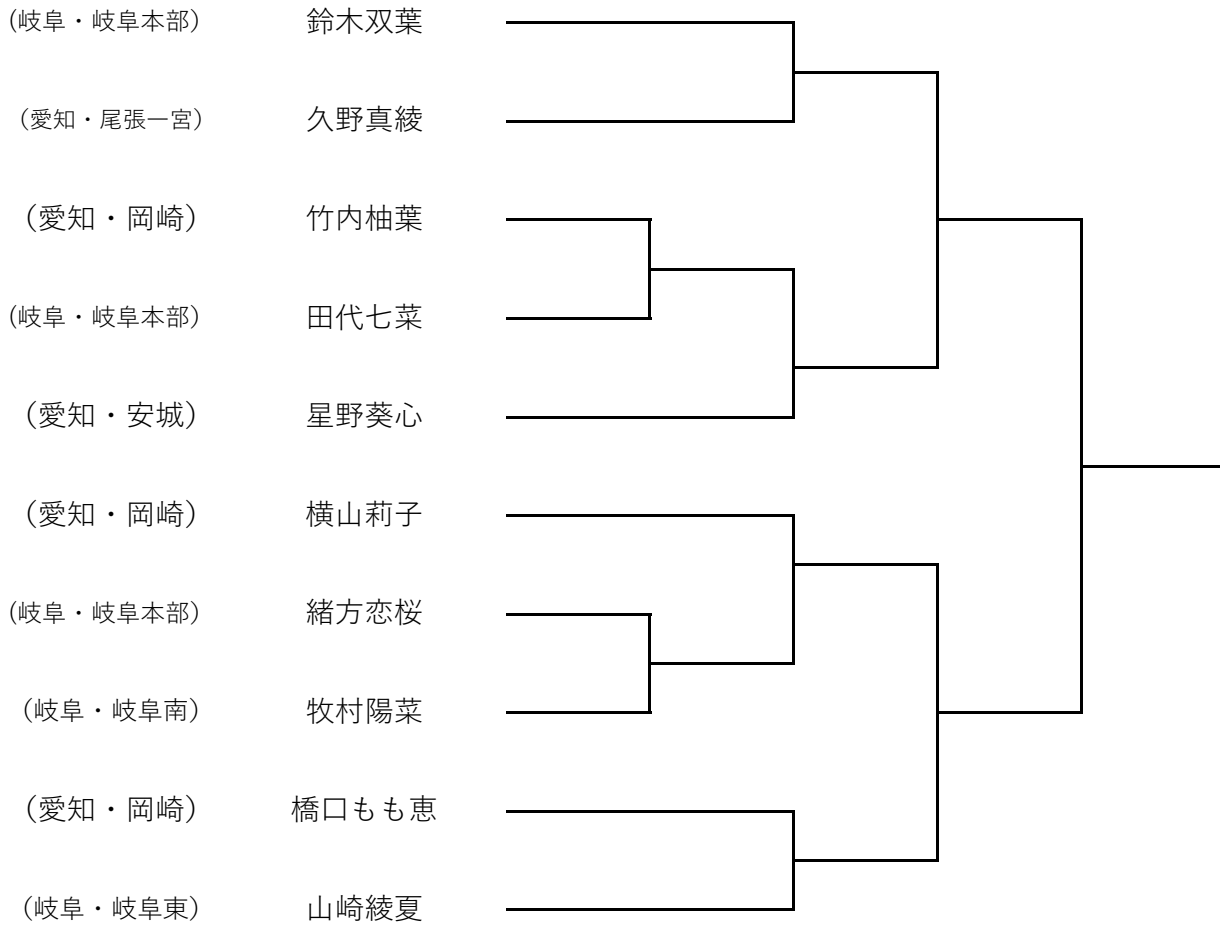 (岐阜・岐阜本部) 鈴木双葉
(愛知・尾張一宮) 久野真綾
(愛知・岡崎) 竹内柚葉
(岐阜・岐阜本部) 田代七菜
(愛知・安城) 星野葵心
(愛知・岡崎) 横山莉子
(岐阜・岐阜本部) 緒方恋桜
(岐阜・岐阜南) 牧村陽菜
(愛知・岡崎) 橋口もも恵
(岐阜・岐阜東) 山崎綾夏